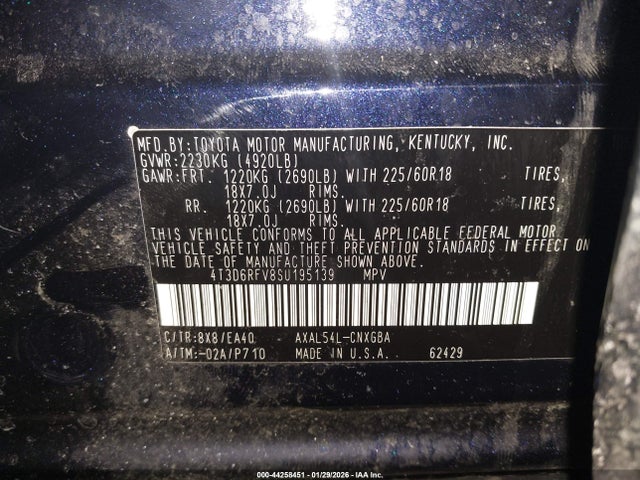 MFD.BY:TOYOTA MOTOR MANUFACTURING, KENTUCKY, INC.
GVWR:2230KG (4920LB)
GAWR:FRT. 1220KG (2690LB) WITH 225/60R18 TIRES,
18X7.0J RIMS,
RR. 1220KG (2690LB) WITH 225/60R18 TIRES,
18X7.0J RIMS.
THIS VEHICLE CONFORMS TO ALL APPLICABLE FEDERAL MOTOR
VEHICLE SAFETY AND THEFT PREVENTION STANDARDS IN EFFECT ON
THE DATE OF MANUFACTURE SHOWN ABOVE.
4T3D6RFV8SU195139 MPV
C/TR:8X8/EA40 AXAL54L-CNXGBA
A/TM:-02A/P710 MADE IN U.S.A. 62429
000-44258451 - 01/29/2026 - IAA Inc.